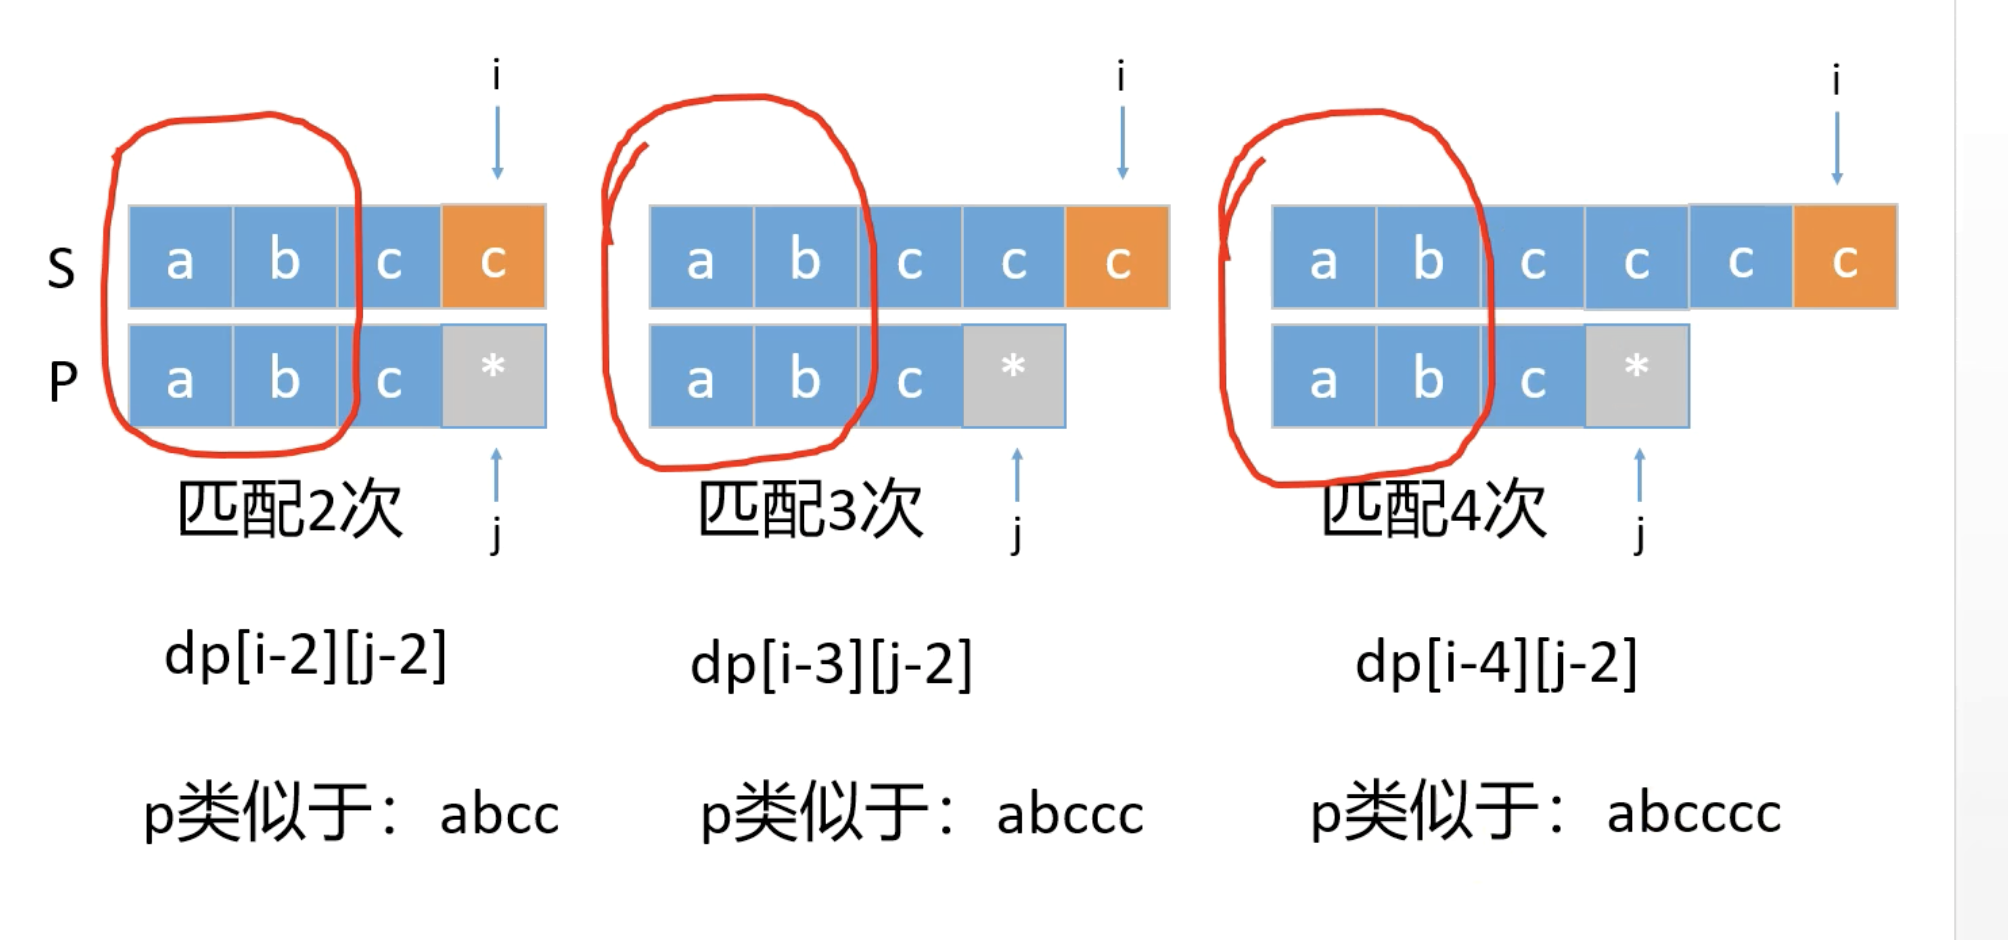 i i i
S a b c c a b c c c a b c c c c
P a b c * a b c * a b c *
匹配2次 匹配3次 匹配4次
j j j
dp[i-2][j-2] dp[i-3][j-2] dp[i-4][j-2]
p类似于：abcc p类似于：abccc p类似于：abcccc